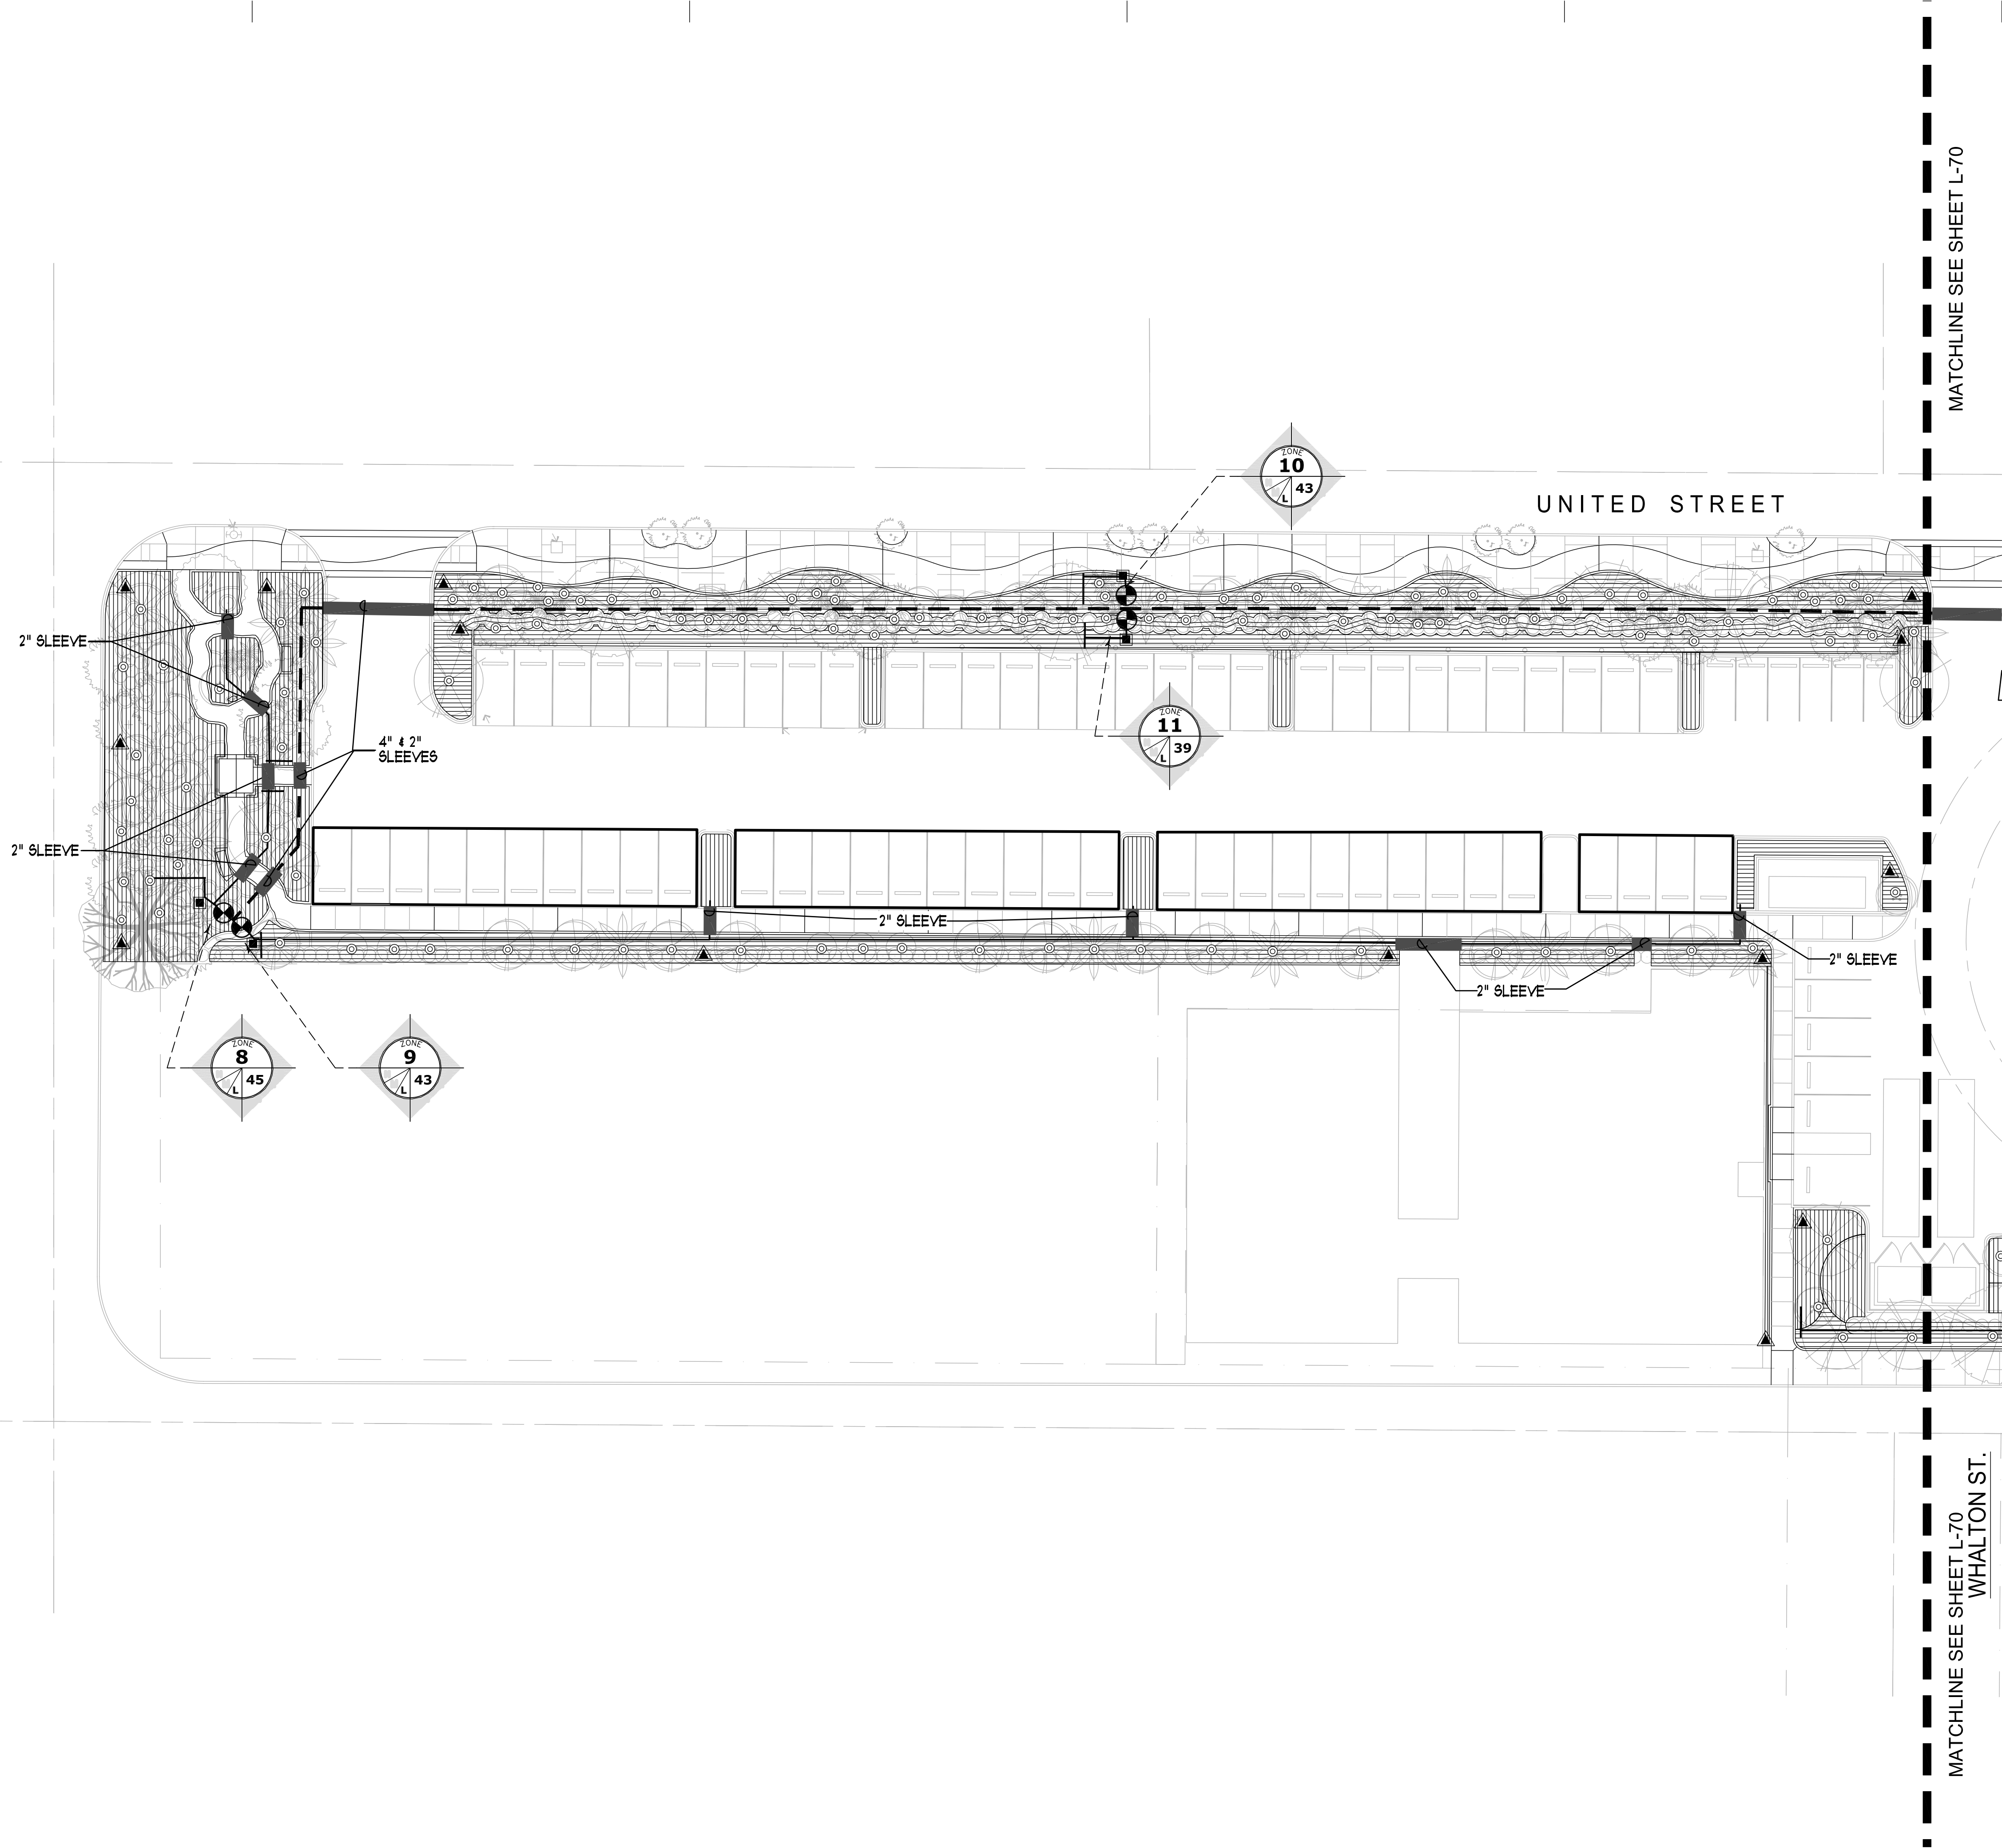 MATCHLINE SEE SHEET L-70
ZONE
10
43
L
UNITED STREET
2" SLEEVE
4" & 2"
SLEEVES
ZONE
11
39
L
2" SLEEVE
2" SLEEVE
2" SLEEVE
2" SLEEVE
ZONE
8
45
L
ZONE
9
43
L
MATCHLINE SEE SHEET L-70
WHALTON ST.